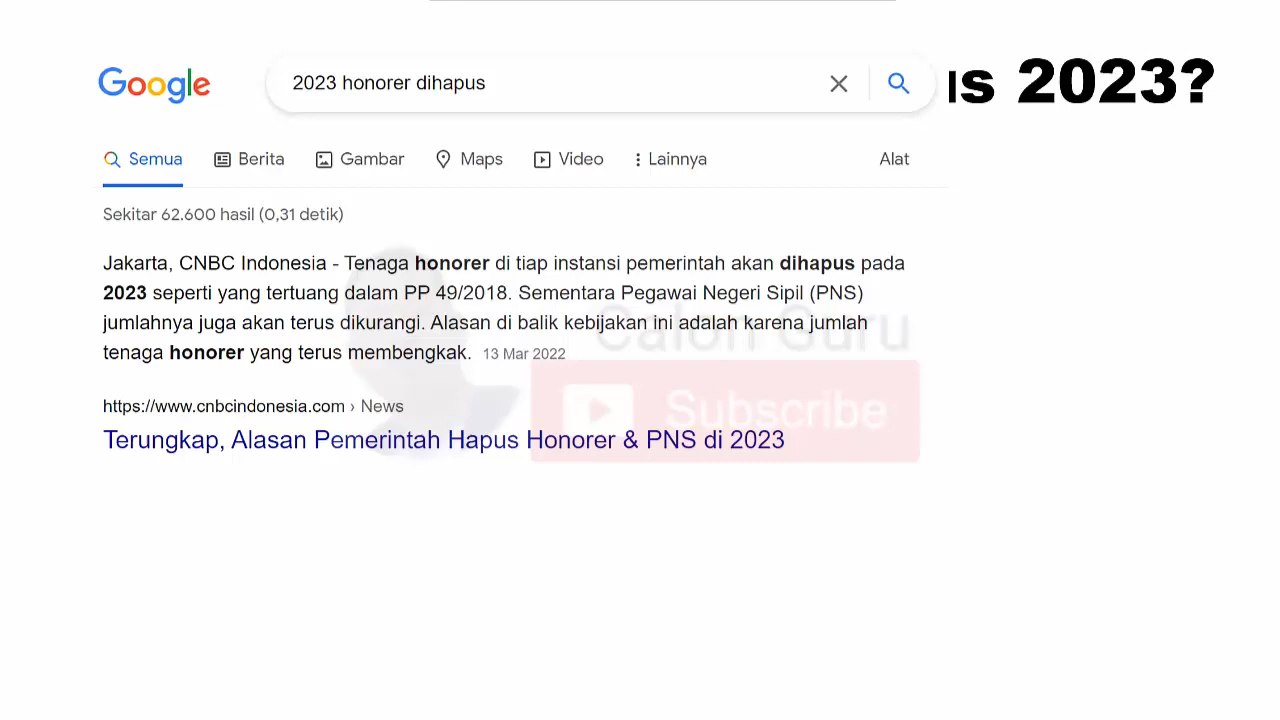 Google
2023 honorer dihapus
us 2023?
Semua
Berita
Gambar
Maps
Video
Lainnya
Alat
Sekitar 62.600 hasil (0,31 detik)
Jakarta, CNBC Indonesia - Tenaga honorer di tiap instansi pemerintah akan dihapus pada
2023 seperti yang tertuang dalam PP 49/2018. Sementara Pegawai Negeri Sipil (PNS)
jumlahnya juga akan terus dikurangi. Alasan di balik kebijakan ini adalah karena jumlah
tenaga honorer yang terus membengkak. 13 Mar 2022
Calon Guru
Subscribe
https://www.cnbcindonesia.com › News
Terungkap, Alasan Pemerintah Hapus Honorer & PNS di 2023